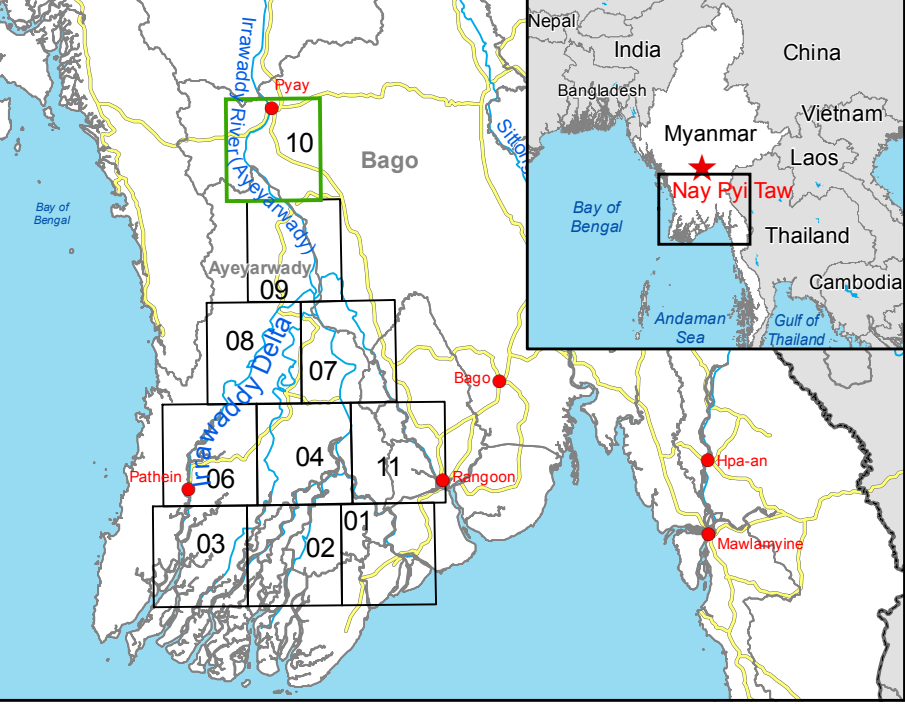 Irrawaddy River (Ayeyarwady)
Pyay
10
Bago
Bay of
Bengal
Ayeyarwady
09
08
07
Irrawaddy Delta
Bago
Pathein
06
04
11
Rangoon
03
02
01
Hpa-an
Mawlamyine
Nepal
India
China
Bangladesh
Vietnam
Myanmar
Laos
Nay Pyi Taw
Bay of
Bengal
Thailand
Cambodia
Andaman
Sea
Gulf of
Thailand